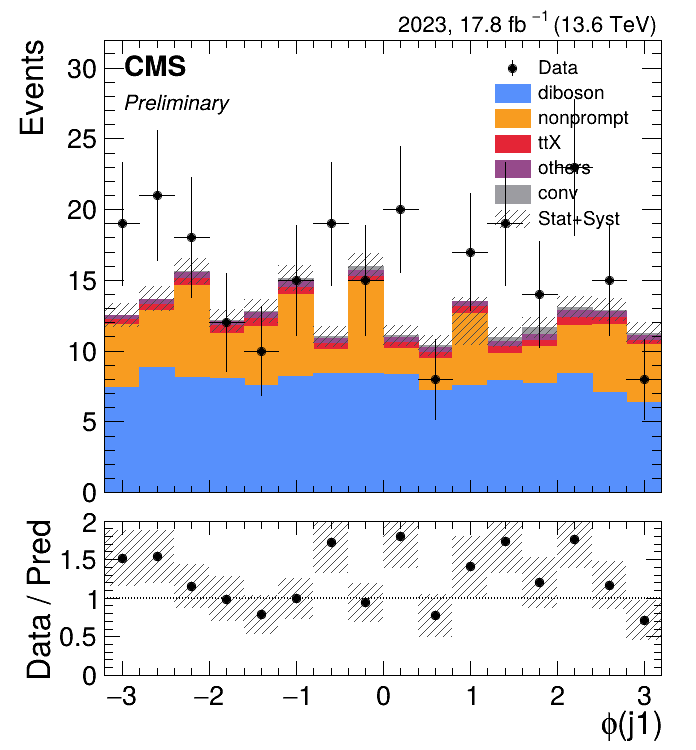 2023, 17.8 fb⁻¹ (13.6 TeV)
Events
CMS
Preliminary
Data
diboson
nonprompt
ttX
others
conv
Stat+Syst
30
25
20
15
10
5
0
Data / Pred
2
1.5
1
0.5
0
−3 −2 −1 0 1 2 3
ϕ(j1)